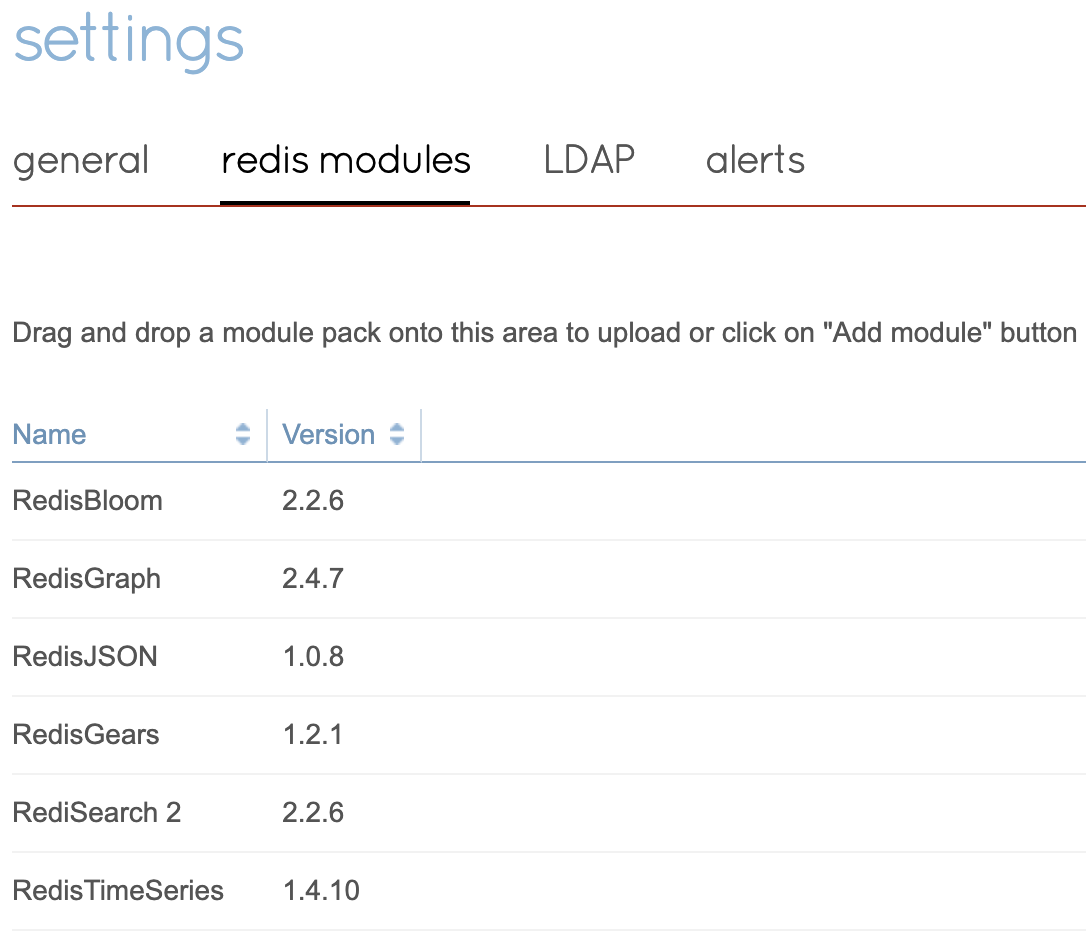 settings
general redis modules LDAP alerts
Drag and drop a module pack onto this area to upload or click on "Add module" button
Name Version
RedisBloom 2.2.6
RedisGraph 2.4.7
RedisJSON 1.0.8
RedisGears 1.2.1
RediSearch 2 2.2.6
RedisTimeSeries 1.4.10